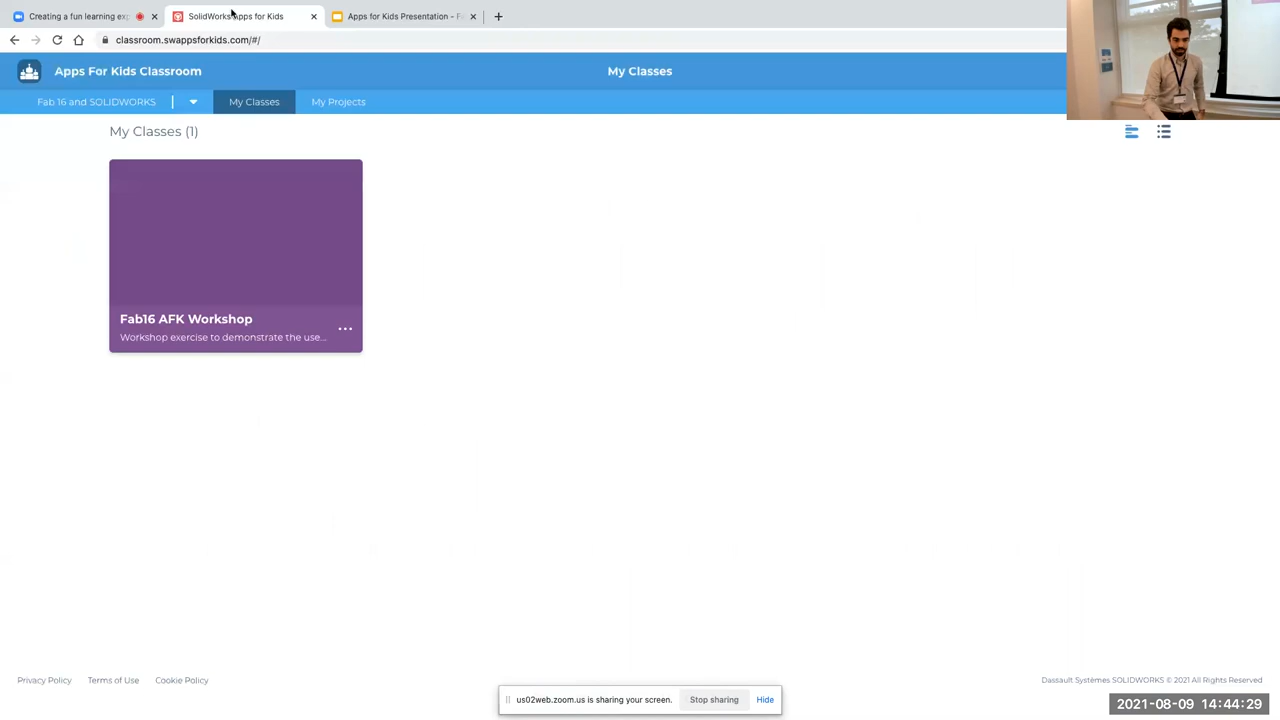 Creating a fun learning exp
SolidWorks Apps for Kids
Apps for Kids Presentation - Fa
classroom.swappsforkids.com/#/
Apps For Kids Classroom
My Classes
Fab 16 and SOLIDWORKS
My Classes
My Projects
My Classes (1)
Fab16 AFK Workshop
Workshop exercise to demonstrate the use...
Privacy Policy
Terms of Use
Cookie Policy
Dassault Systèmes SOLIDWORKS © 2021 All Rights Reserved
us02web.zoom.us is sharing your screen.
Stop sharing
Hide
2021-08-09 14:44:29